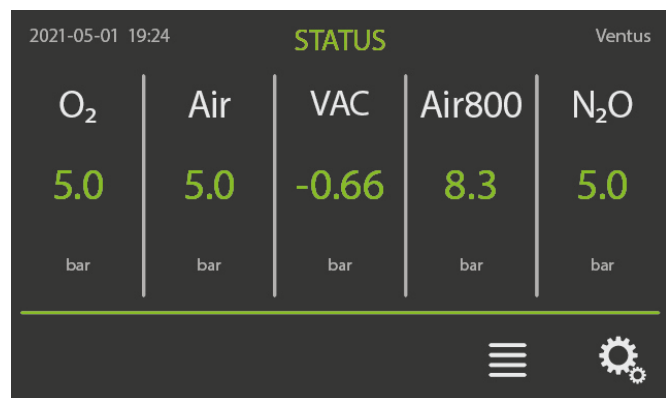 2021-05-01 19:24 STATUS Ventus
O₂ Air VAC Air800 N₂O
5.0 5.0 -0.66 8.3 5.0
bar bar bar bar bar